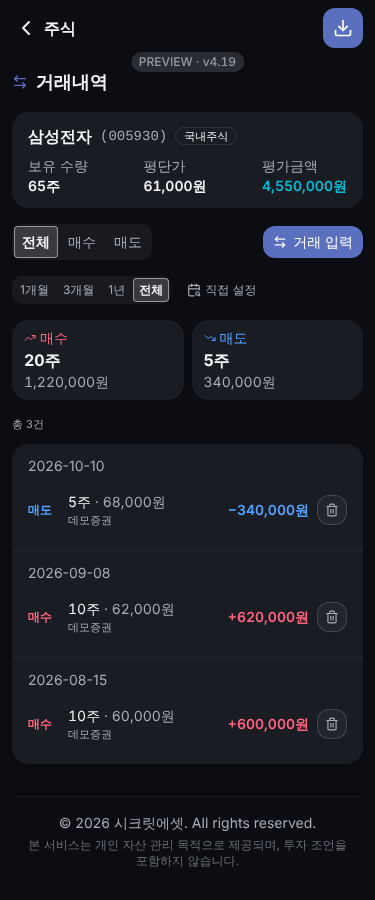 주식
PREVIEW · v4.19
거래내역
삼성전자 (005930) 국내주식
보유 수량 평단가 평가금액
65주 61,000원 4,550,000원
전체 매수 매도 거래 입력
1개월 3개월 1년 전체 직접 설정
매수 매도
20주 5주
1,220,000원 340,000원
총 3건
2026-10-10
매도 5주 · 68,000원 −340,000원
데모증권
2026-09-08
매수 10주 · 62,000원 +620,000원
데모증권
2026-08-15
매수 10주 · 60,000원 +600,000원
데모증권
© 2026 시크릿에셋. All rights reserved.
본 서비스는 개인 자산 관리 목적으로 제공되며, 투자 조언을
포함하지 않습니다.